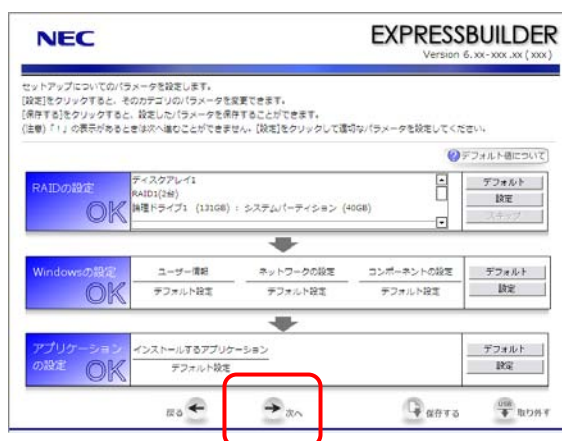 NEC
EXPRESSBUILDER
Version 6.xx-xxx.xx (xxx)
セットアップについてのパラメータを設定します。
[設定]をクリックすると、そのカテゴリのパラメータを変更できます。
[保存する]をクリックすると、設定したパラメータを保存することができます。
(注意)「!」の表示があるときは次へ進むことができません。[設定]をクリックして適切なパラメータを設定してください。
デフォルト値について
RAIDの設定
OK
ディスクアレイ1
RAID1(2台)
論理ドライブ1 (131GB) : システムパーティション (40GB)
デフォルト
設定
スキップ
Windowsの設定
OK
ユーザー情報 ネットワークの設定 コンポーネントの設定
デフォルト設定 デフォルト設定 デフォルト設定
デフォルト
設定
アプリケーション
の設定 OK
インストールするアプリケーション
デフォルト設定
デフォルト
設定
戻る 次へ 保存する USB 取り外す